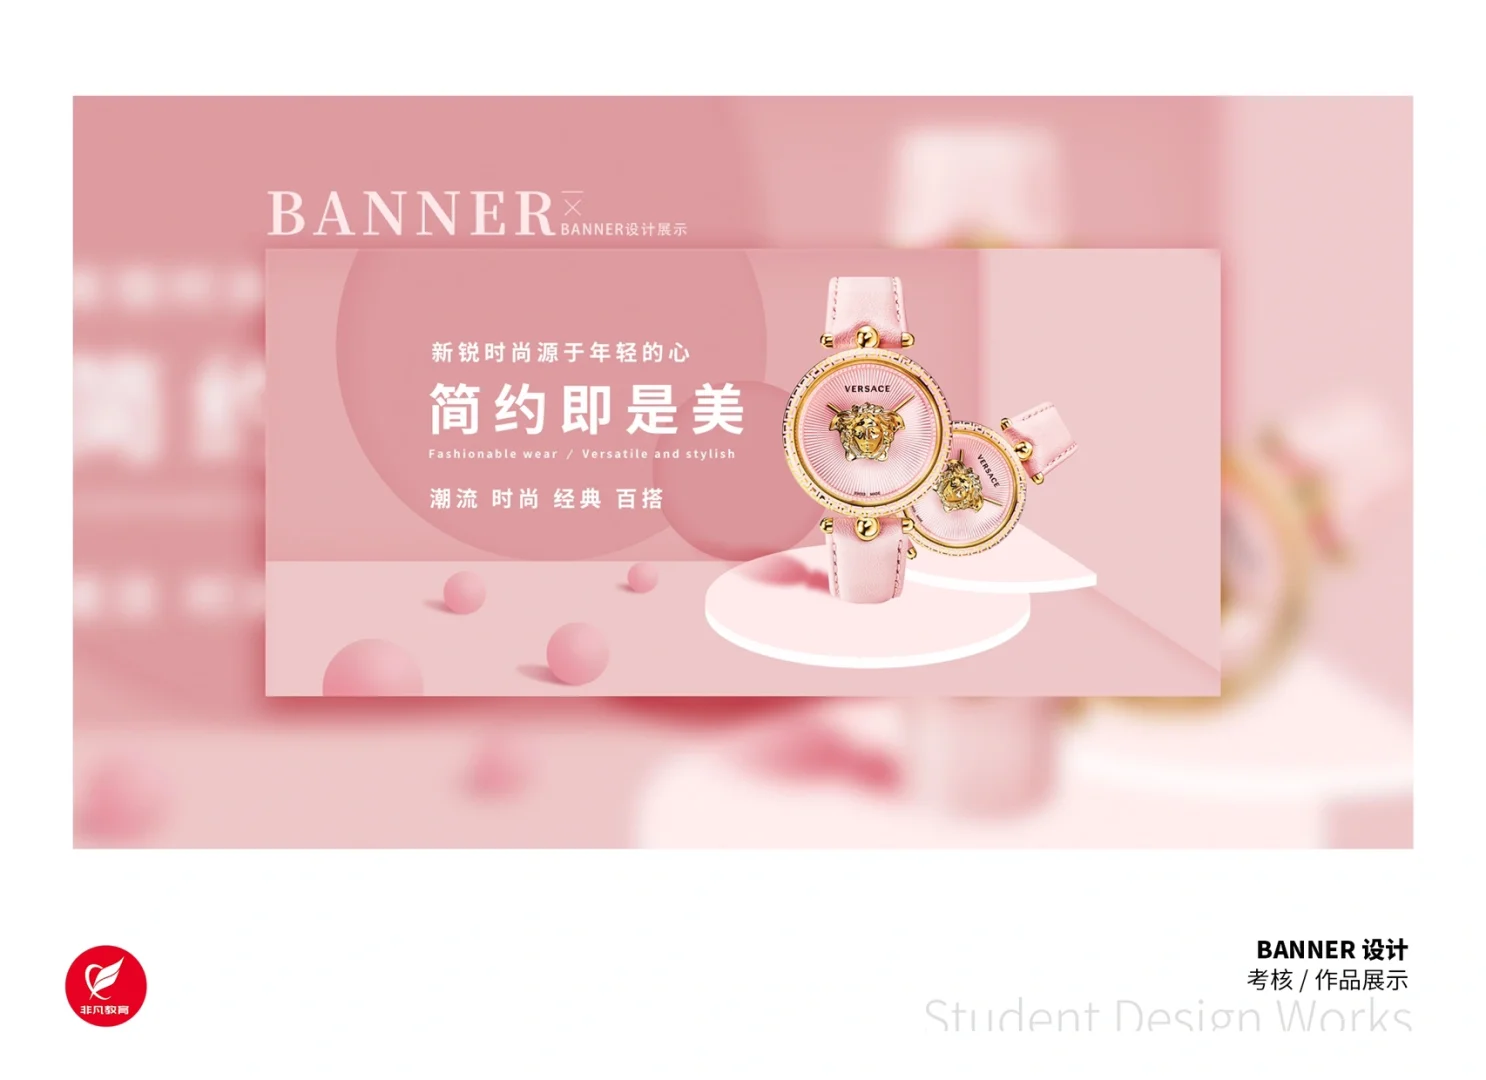 BANNER
BANNER设计展示
新锐时尚源于年轻的心
简约即是美
Fashionable wear / Versatile and stylish
潮流 时尚 经典 百搭
VERSACE
SWISS MADE
VERSACE
非凡教育
BANNER 设计
考核 / 作品展示
Student Design Works